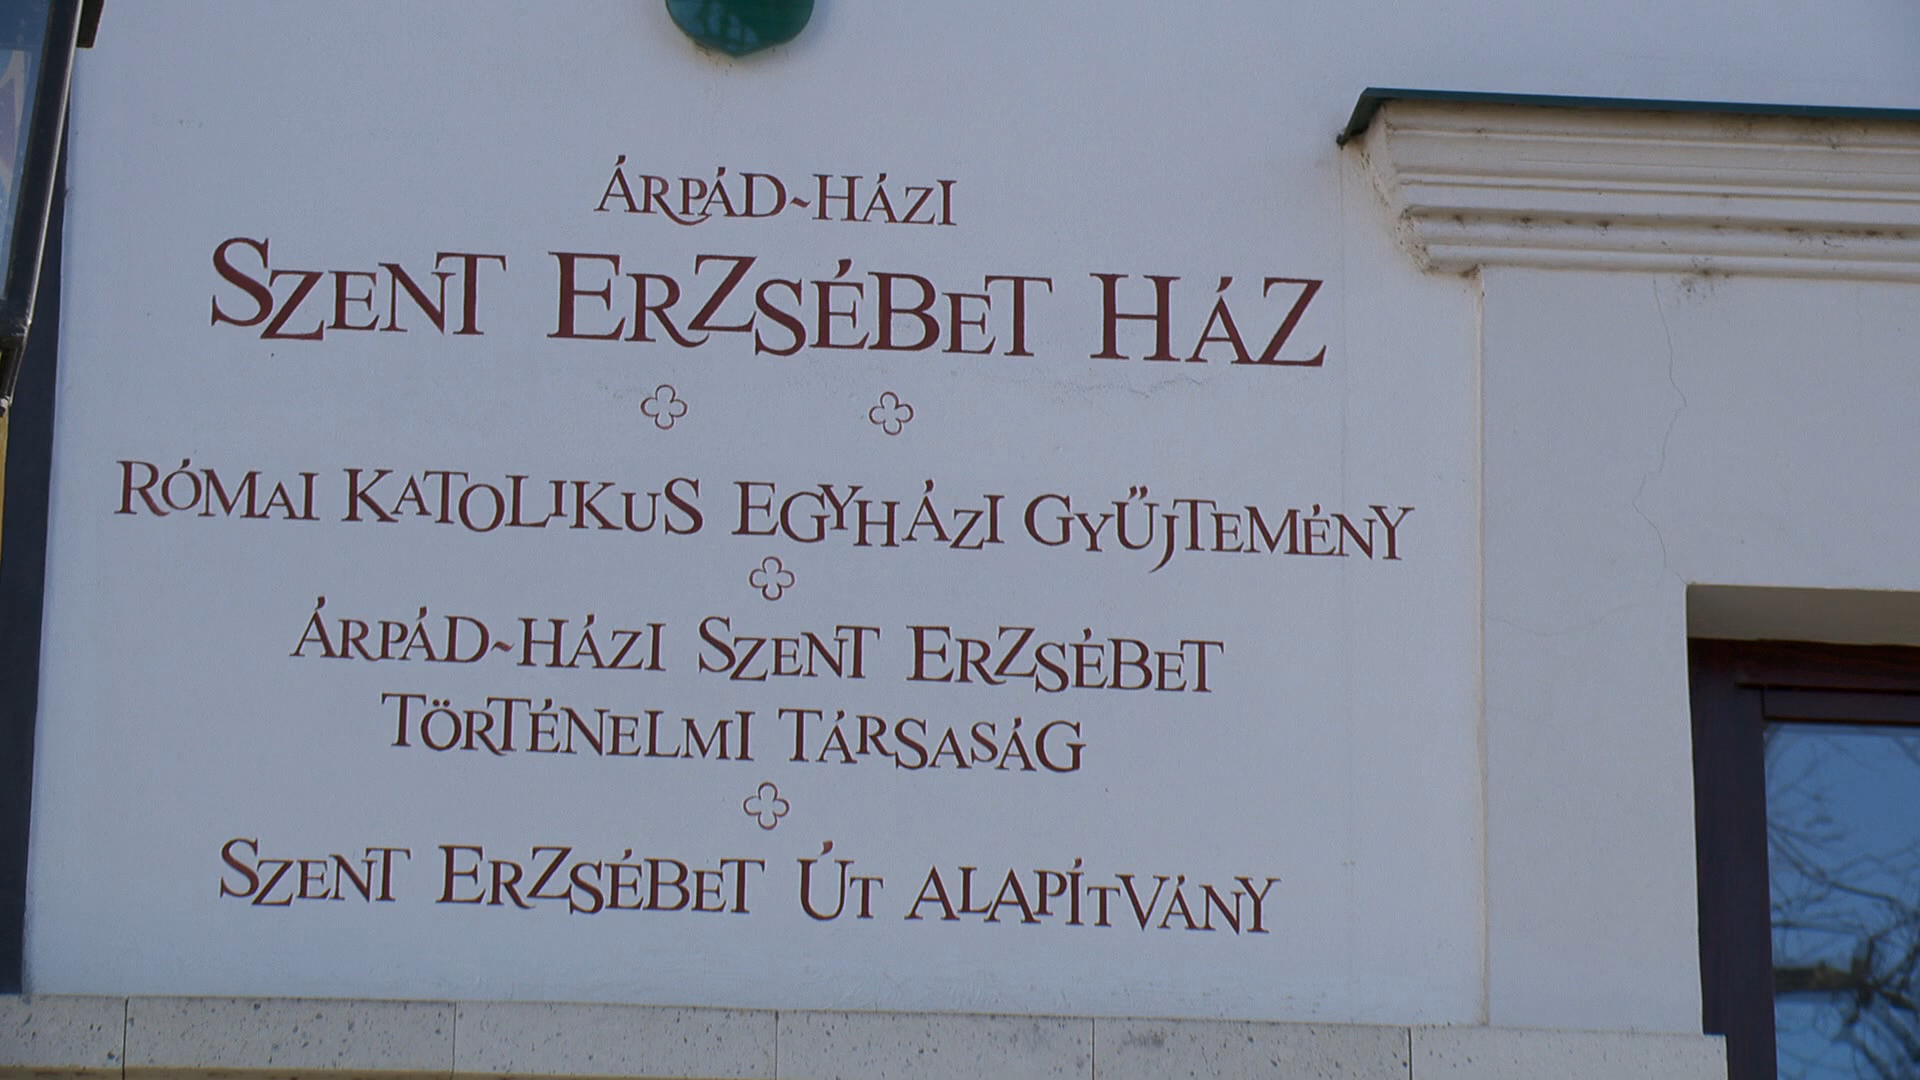 ÁRPÁD-HÁZI
SZENT ERZSÉBET HÁZ
RÓMAI KATOLIKUS EGYHÁZI GYŰJTEMÉNY
ÁRPÁD-HÁZI SZENT ERZSÉBET
TÖRTÉNELMI TÁRSASÁG
SZENT ERZSÉBET ÚT ALAPÍTVÁNY